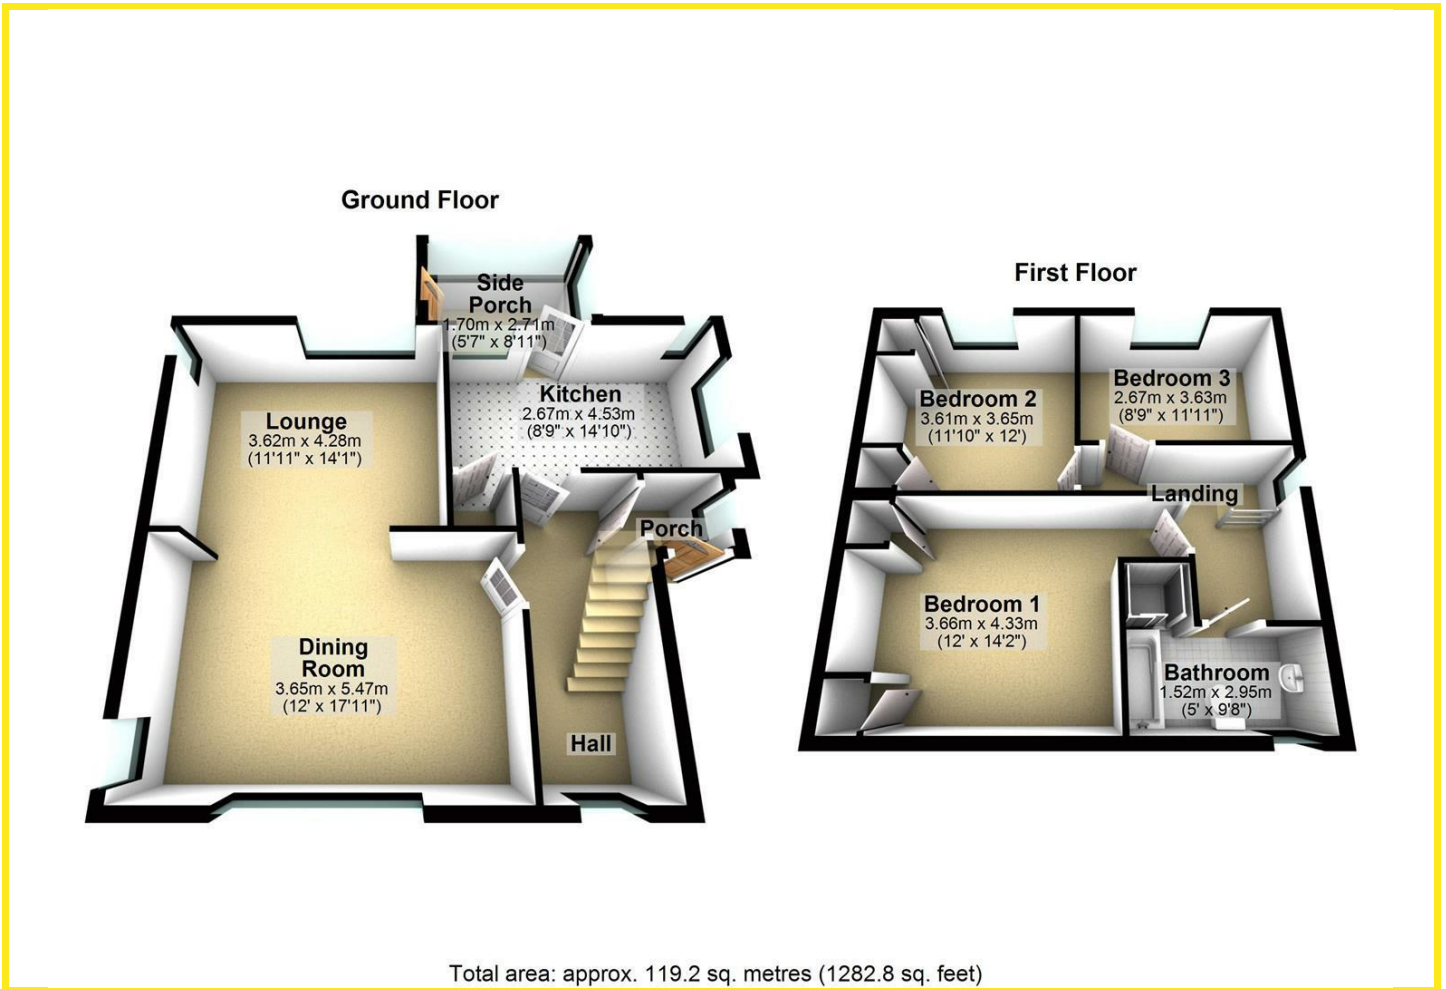 Ground Floor
Side
Porch
1.70m x 2.71m
(5'7" x 8'11")
Kitchen
2.67m x 4.53m
(8'9" x 14'10")
Lounge
3.62m x 4.28m
(11'11" x 14'1")
Porch
Dining
Room
3.65m x 5.47m
(12' x 17'11")
Hall
First Floor
Bedroom 2
3.61m x 3.65m
(11'10" x 12')
Bedroom 3
2.67m x 3.63m
(8'9" x 11'11")
Landing
Bedroom 1
3.66m x 4.33m
(12' x 14'2")
Bathroom
1.52m x 2.95m
(5' x 9'8")
Total area: approx. 119.2 sq. metres (1282.8 sq. feet)